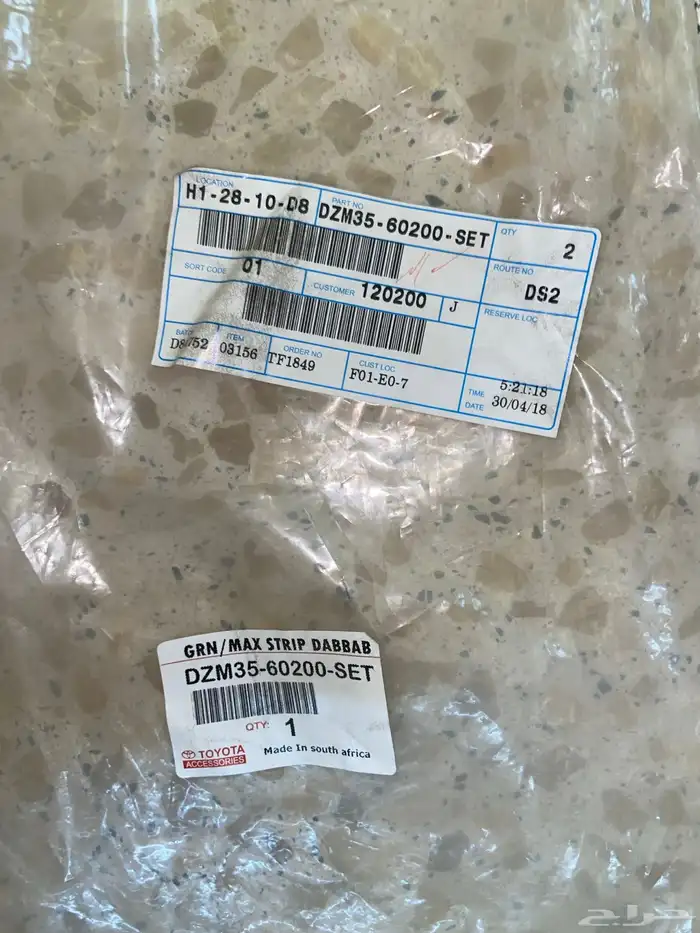 LOCATION
H1-28-10-D8
PART NO
DZM35-60200-SET
QTY
2
SORT CODE 01
CUSTOMER 120200 J
ROUTE NO
DS2
RESERVE LOC
ITEM
03156
ORDER NO
TF1849
CUST LOC
F01-E0-7
TIME 5:21:18
DATE 30/04/18
GRN/MAX STRIP DABBAB
DZM35-60200-SET
QTY: 1
TOYOTA
ACCESSORIES
Made In south africa
حراج